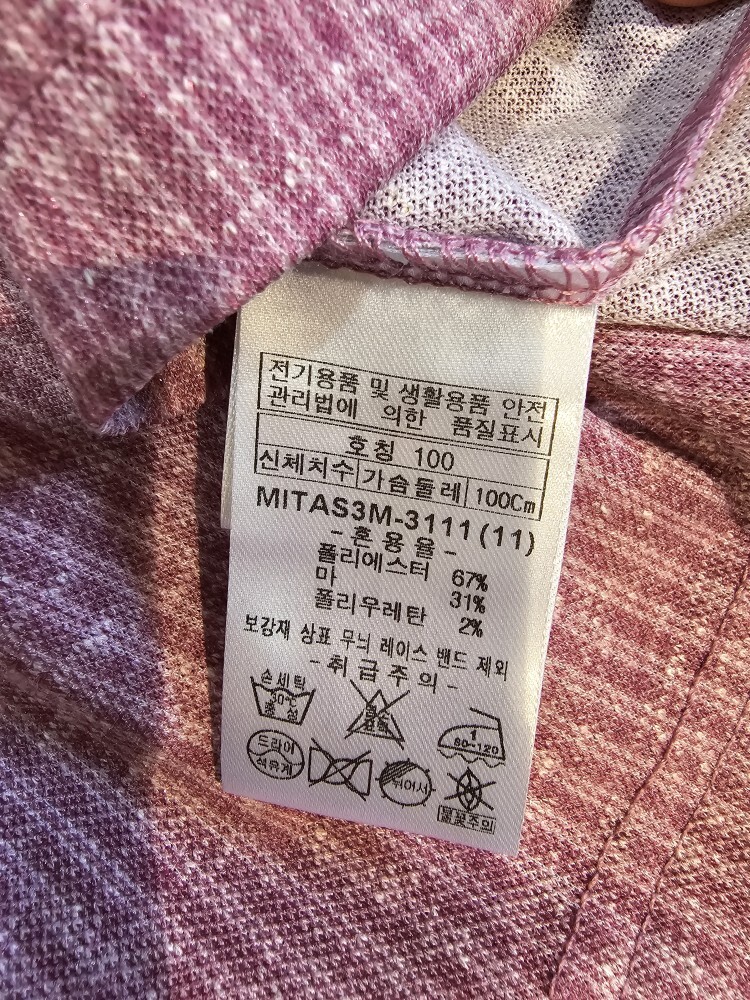 전기용품 및 생활용품 안전
관리법에 의한 품질표시
호칭 100
신체치수 가슴둘레 100Cm
MITAS3M-3111(11)
-혼용율-
폴리에스터 67%
마 31%
폴리우레탄 2%
보강재 상표 무늬 레이스 밴드 제외
-취급주의-
손세탁
30℃
중성
1
80~120
드라이
석유계
뉘어서
불꽃주의